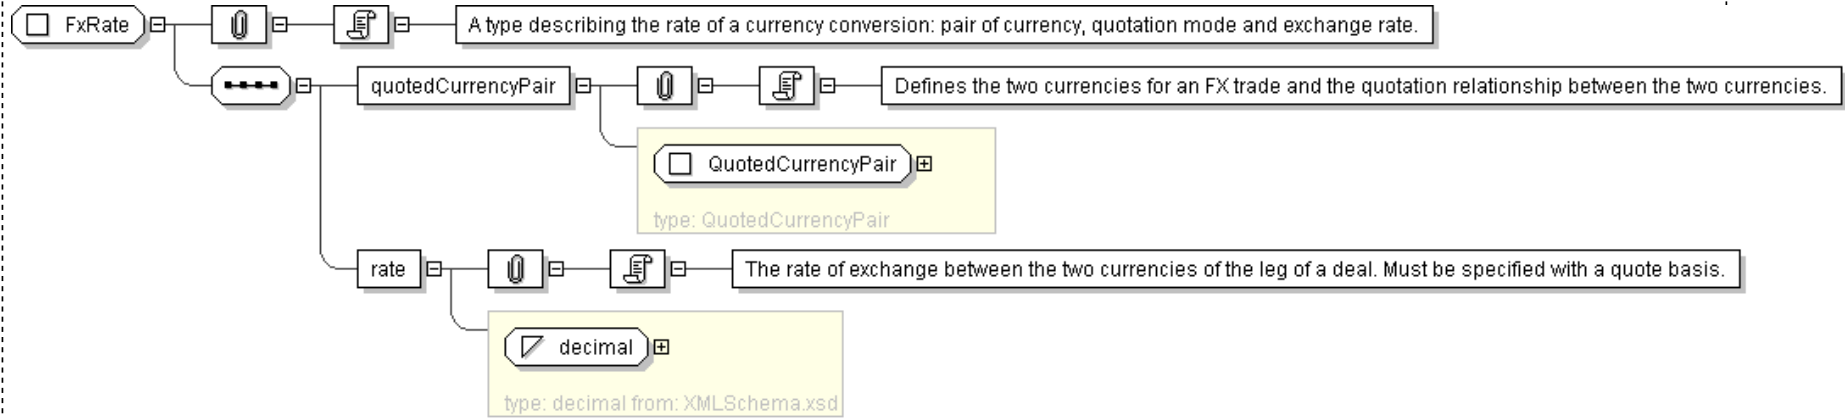 FxRate
A type describing the rate of a currency conversion: pair of currency, quotation mode and exchange rate.
quotedCurrencyPair
Defines the two currencies for an FX trade and the quotation relationship between the two currencies.
QuotedCurrencyPair
type: QuotedCurrencyPair
rate
The rate of exchange between the two currencies of the leg of a deal. Must be specified with a quote basis.
decimal
type: decimal from: XMLSchema.xsd